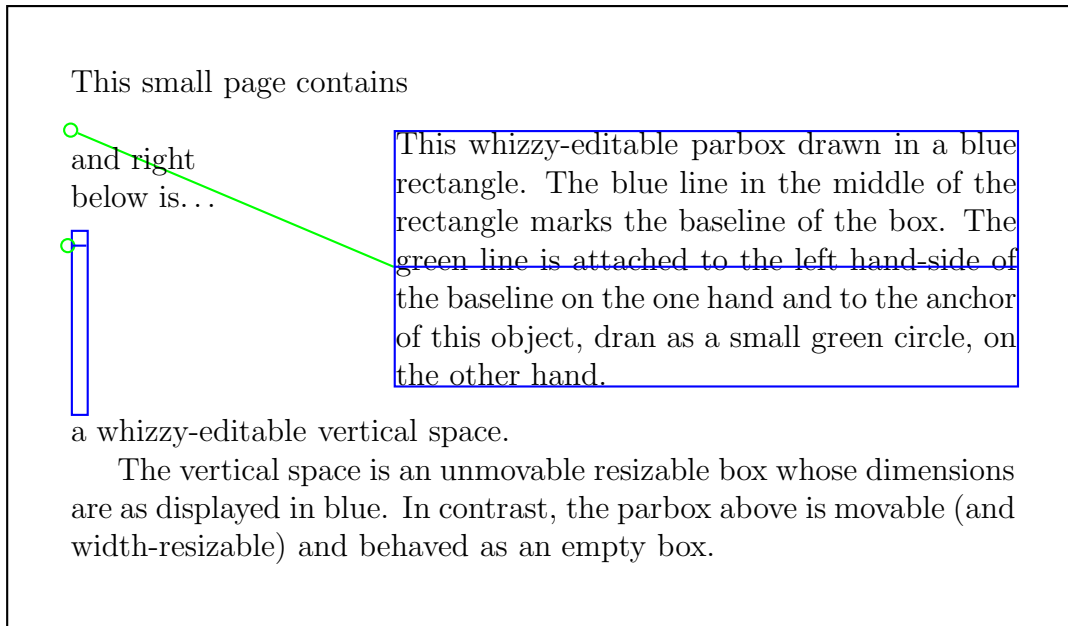 This small page contains
and right
below is…
This whizzy-editable parbox drawn in a blue
rectangle. The blue line in the middle of the
rectangle marks the baseline of the box. The
green line is attached to the left hand-side of
the baseline on the one hand and to the anchor
of this object, dran as a small green circle, on
the other hand.
a whizzy-editable vertical space.
The vertical space is an unmovable resizable box whose dimensions
are as displayed in blue. In contrast, the parbox above is movable (and
width-resizable) and behaved as an empty box.